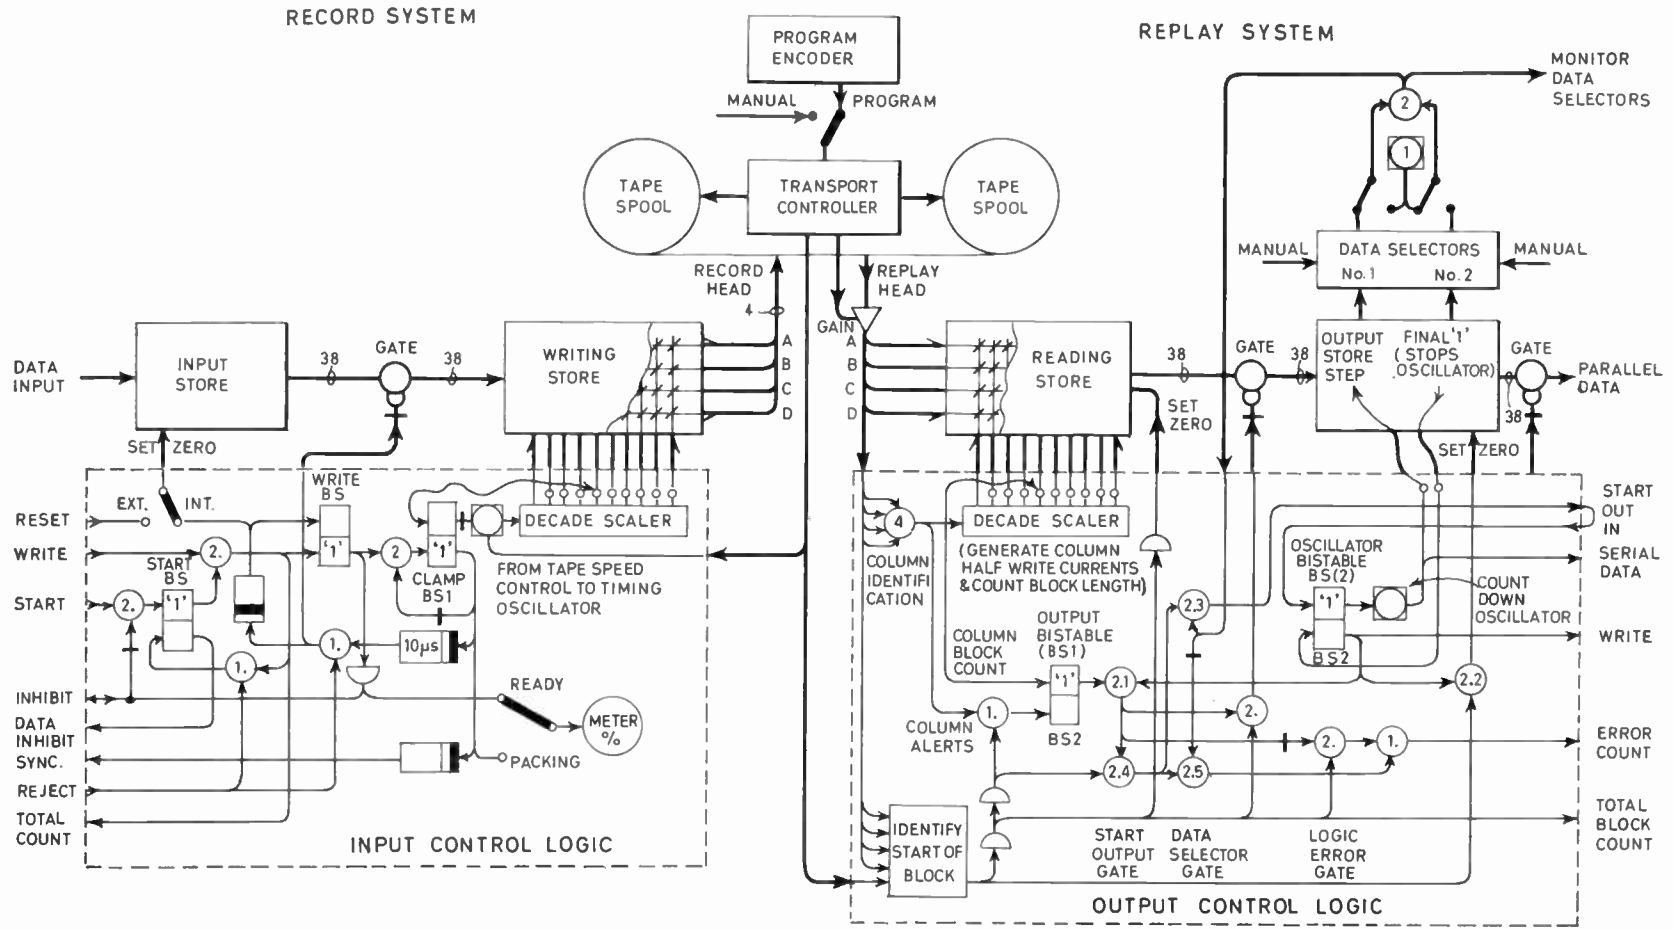 RECORD SYSTEM
REPLAY SYSTEM
PROGRAM
ENCODER
MANUAL
PROGRAM
TAPE
SPOOL
TRANSPORT
CONTROLLER
TAPE
SPOOL
MONITOR
DATA
SELECTORS
2
1
MANUAL
DATA SELECTORS
No.1 No.2
MANUAL
RECORD
HEAD
4
REPLAY
HEAD
GAIN
DATA
INPUT
INPUT
STORE
38
GATE
38
WRITING
STORE
A
B
C
D
A
B
C
D
READING
STORE
38
GATE
38
SET
ZERO
OUTPUT
STORE
STEP
FINAL '1'
(STOPS
OSCILLATOR)
GATE
38
PARALLEL
DATA
SET ZERO
SET ZERO
EXT.
INT.
WRITE
BS
'1'
RESET
WRITE
START
BS
'1'
START
2.
2.
2
'1'
CLAMP
BS1
DECADE SCALER
FROM TAPE SPEED
CONTROL TO TIMING
OSCILLATOR
1.
1.
10µs
INHIBIT
DATA
INHIBIT
SYNC.
REJECT
TOTAL
COUNT
READY
METER
%
PACKING
INPUT CONTROL LOGIC
4
COLUMN
IDENTIFI
CATION
DECADE SCALER
(GENERATE COLUMN
HALF WRITE CURRENTS
& COUNT BLOCK LENGTH)
COLUMN
BLOCK
COUNT
OUTPUT
BISTABLE
(BS1)
'1'
BS2
COLUMN
ALERTS
1.
2.1
2.3
2.
2.4
2.5
2.
1.
2.2
OSCILLATOR
BISTABLE
BS(2)
'1'
BS2
COUNT
DOWN
OSCILLATOR
START
OUT
IN
SERIAL
DATA
WRITE
ERROR
COUNT
TOTAL
BLOCK
COUNT
IDENTIFY
START OF
BLOCK
START
OUTPUT
GATE
DATA
SELECTOR
GATE
LOGIC
ERROR
GATE
OUTPUT CONTROL LOGIC